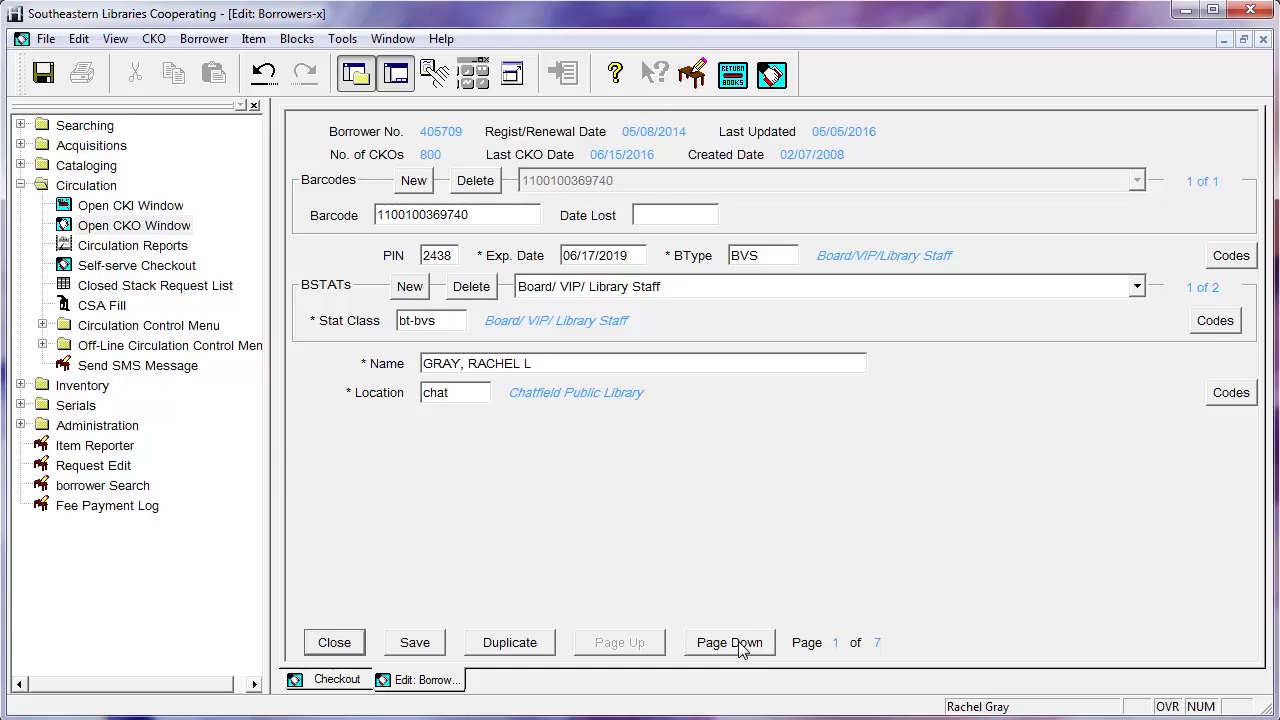 Southeastern Libraries Cooperating - [Edit: Borrowers-x]
File Edit View CKO Borrower Item Blocks Tools Window Help
RETURN BOOKS
Searching
Acquisitions
Cataloging
Circulation
Open CKI Window
Open CKO Window
Circulation Reports
Self-serve Checkout
Closed Stack Request List
CSA Fill
Circulation Control Menu
Off-Line Circulation Control Men
Send SMS Message
Inventory
Serials
Administration
Item Reporter
Request Edit
borrower Search
Fee Payment Log
Borrower No. 405709 Regist/Renewal Date 05/08/2014 Last Updated 05/05/2016
No. of CKOs 800 Last CKO Date 06/15/2016 Created Date 02/07/2008
Barcodes New Delete 1100100369740 1 of 1
Barcode 1100100369740 Date Lost
PIN 2438 * Exp. Date 06/17/2019 * BType BVS Board/VIP/Library Staff Codes
BSTATs New Delete Board/ VIP/ Library Staff 1 of 2
* Stat Class bt-bvs Board/ VIP/ Library Staff Codes
* Name GRAY, RACHEL L
* Location chat Chatfield Public Library Codes
Close Save Duplicate Page Up Page Down Page 1 of 7
Checkout Edit: Borrow...
Rachel Gray OVR NUM